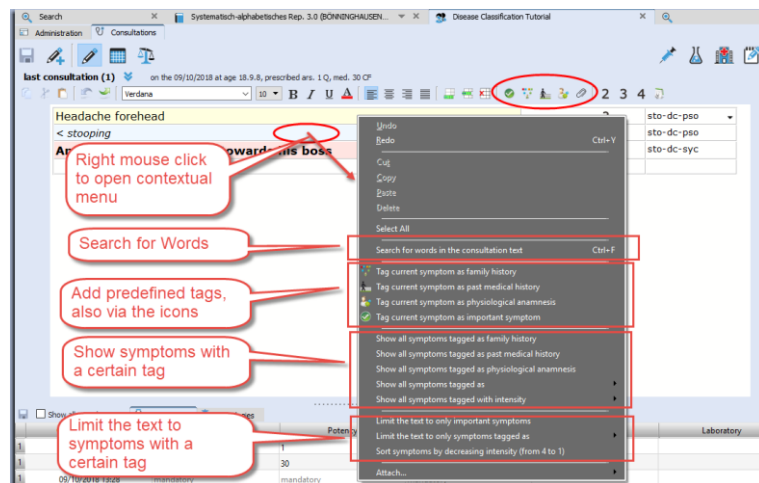 Search
Systematisch-alphabetisches Rep. 3.0 (BÖNNINGHAUSEN...
Disease Classification Tutorial
Administration
Consultations
last consultation (1)
on the 09/10/2018 at age 18.9.8, prescribed ars. 1 Q, med. 30 CF
Verdana
10
B I U A
2 3 4
Headache forehead
sto-dc-pso
< stooping
sto-dc-pso
owards his boss
sto-dc-syc
Right mouse click
to open contextual
menu
Search for Words
Add predefined tags,
also via the icons
Show symptoms with
a certain tag
Limit the text to
symptoms with a
certain tag
Undo
Redo Ctrl+Y
Cut
Copy
Paste
Delete
Select All
Search for words in the consultation text Ctrl+F
Tag current symptom as family history
Tag current symptom as past medical history
Tag current symptom as physiological anamnesis
Tag current symptom as important symptom
Show all symptoms tagged as family history
Show all symptoms tagged as past medical history
Show all symptoms tagged as physiological anamnesis
Show all symptoms tagged as
Show all symptoms tagged with intensity
Limit the text to only important symptoms
Limit the text to only symptoms tagged as
Sort symptoms by decreasing intensity (from 4 to 1)
Attach...
Show
Laboratory
1
1
1
30
1
09/10/2018 13:28
mandatory
mandatory